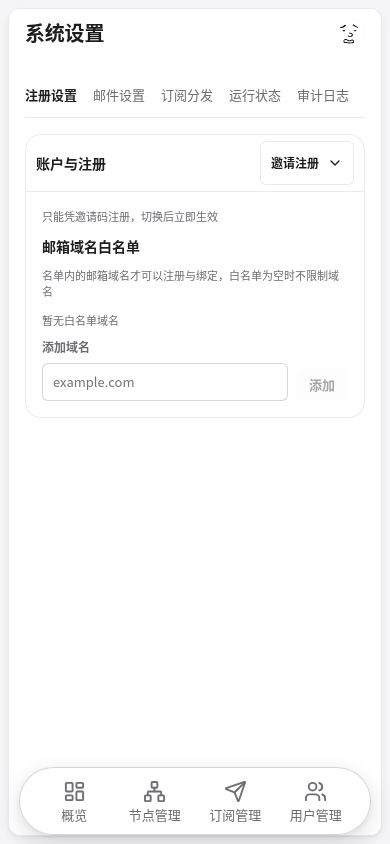 系统设置
注册设置 邮件设置 订阅分发 运行状态 审计日志
账户与注册
邀请注册
只能凭邀请码注册，切换后立即生效
邮箱域名白名单
名单内的邮箱域名才可以注册与绑定，白名单为空时不限制域
名
暂无白名单域名
添加域名
example.com
添加
概览 节点管理 订阅管理 用户管理